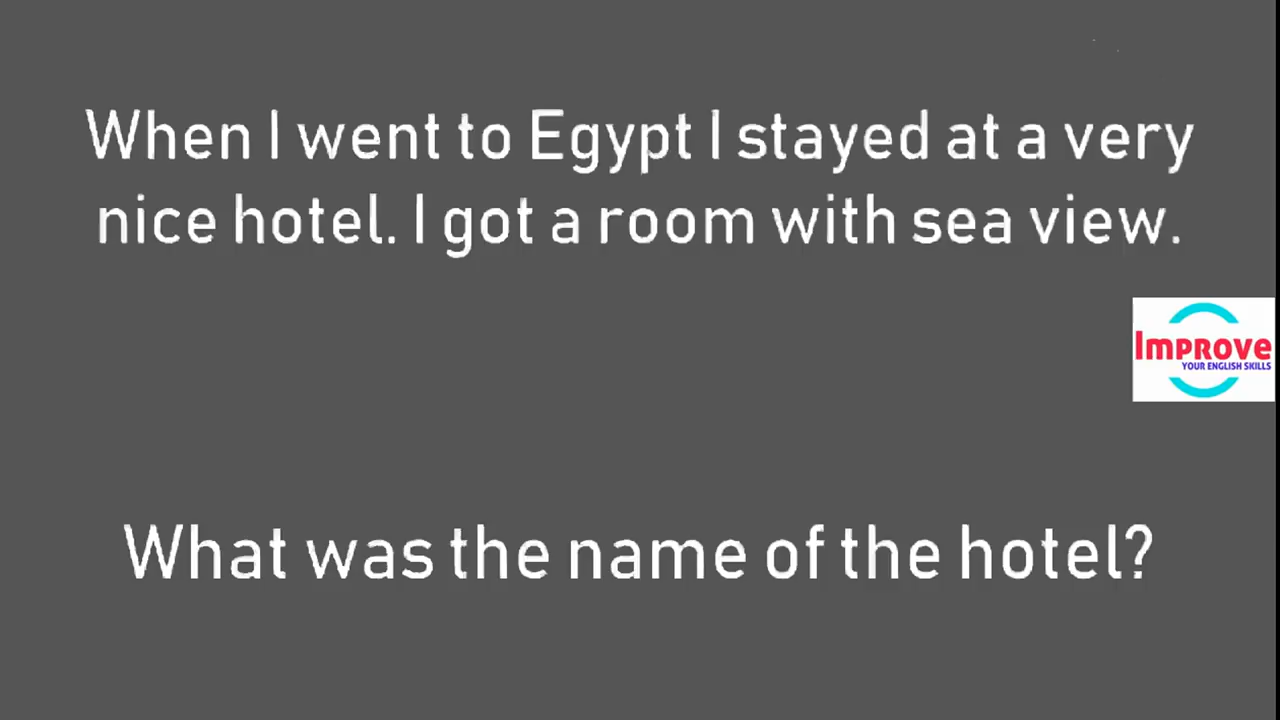 When I went to Egypt I stayed at a very
nice hotel. I got a room with sea view.
Improve
YOUR ENGLISH SKILLS
What was the name of the hotel?